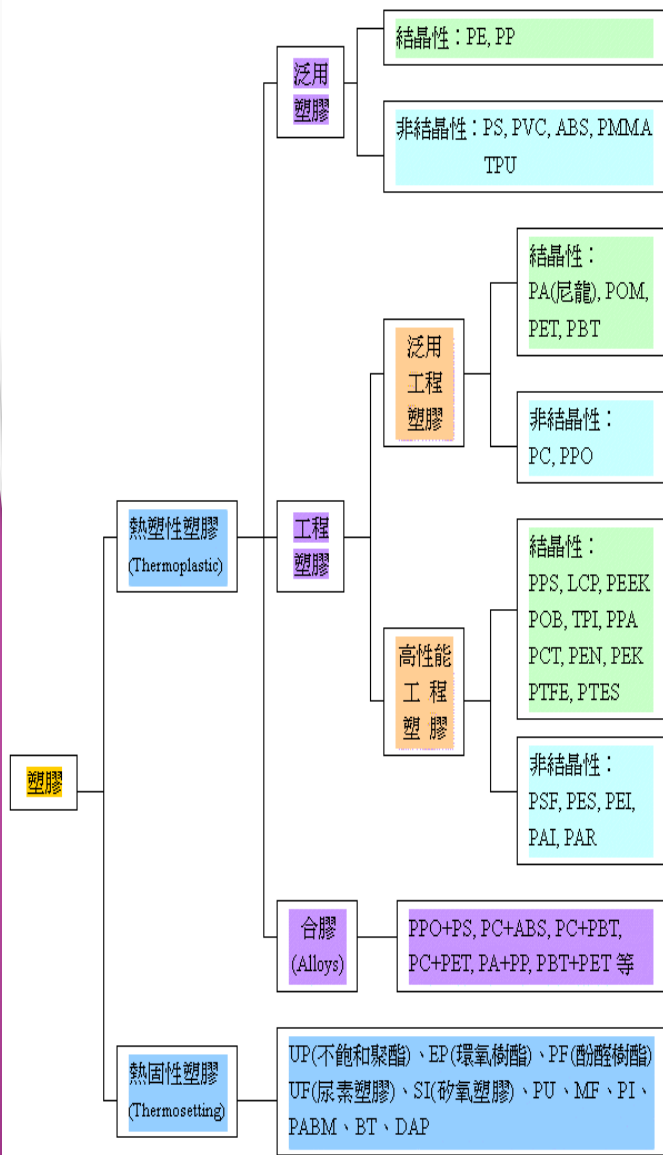 塑膠
熱塑性塑膠
(Thermoplastic)
泛用
塑膠
結晶性：PE, PP
非結晶性：PS, PVC, ABS, PMMA
TPU
工程
塑膠
泛用
工程
塑膠
結晶性：
PA(尼龍), POM,
PET, PBT
非結晶性：
PC, PPO
高性能
工 程
塑 膠
結晶性：
PPS, LCP, PEEK
POB, TPI, PPA
PCT, PEN, PEK
PTFE, PTES
非結晶性：
PSF, PES, PEI,
PAI, PAR
合膠
(Alloys)
PPO+PS, PC+ABS, PC+PBT,
PC+PET, PA+PP, PBT+PET 等
熱固性塑膠
(Thermosetting)
UP(不飽和聚酯)、EP(環氧樹酯)、PF(酚醛樹酯)
UF(尿素塑膠)、SI(矽氧塑膠)、PU、MF、PI、
PABM、BT、DAP